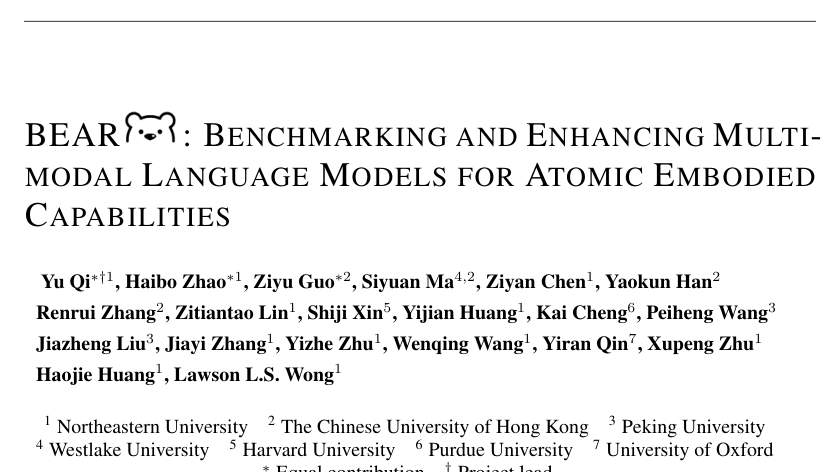 BEAR: BENCHMARKING AND ENHANCING MULTI-
MODAL LANGUAGE MODELS FOR ATOMIC EMBODIED
CAPABILITIES
Yu Qi*†1, Haibo Zhao*1, Ziyu Guo*2, Siyuan Ma4,2, Ziyan Chen1, Yaokun Han2
Renrui Zhang2, Zitiantao Lin1, Shiji Xin5, Yijian Huang1, Kai Cheng6, Peiheng Wang3
Jiazheng Liu3, Jiayi Zhang1, Yizhe Zhu1, Wenqing Wang1, Yiran Qin7, Xupeng Zhu1
Haojie Huang1, Lawson L.S. Wong1
1 Northeastern University 2 The Chinese University of Hong Kong 3 Peking University
4 Westlake University 5 Harvard University 6 Purdue University 7 University of Oxford
* Equal contribution † Project lead